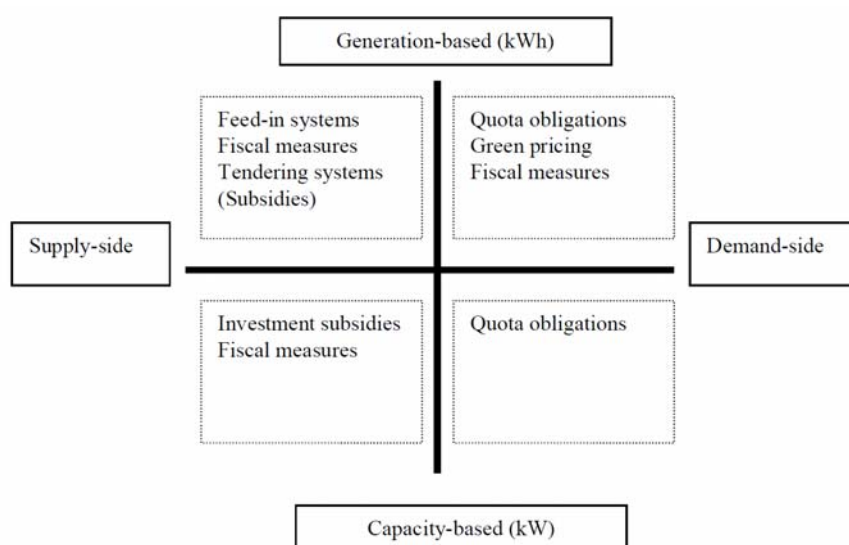 Generation-based (kWh)
Feed-in systems
Fiscal measures
Tendering systems
(Subsidies)
Quota obligations
Green pricing
Fiscal measures
Supply-side
Demand-side
Investment subsidies
Fiscal measures
Quota obligations
Capacity-based (kW)